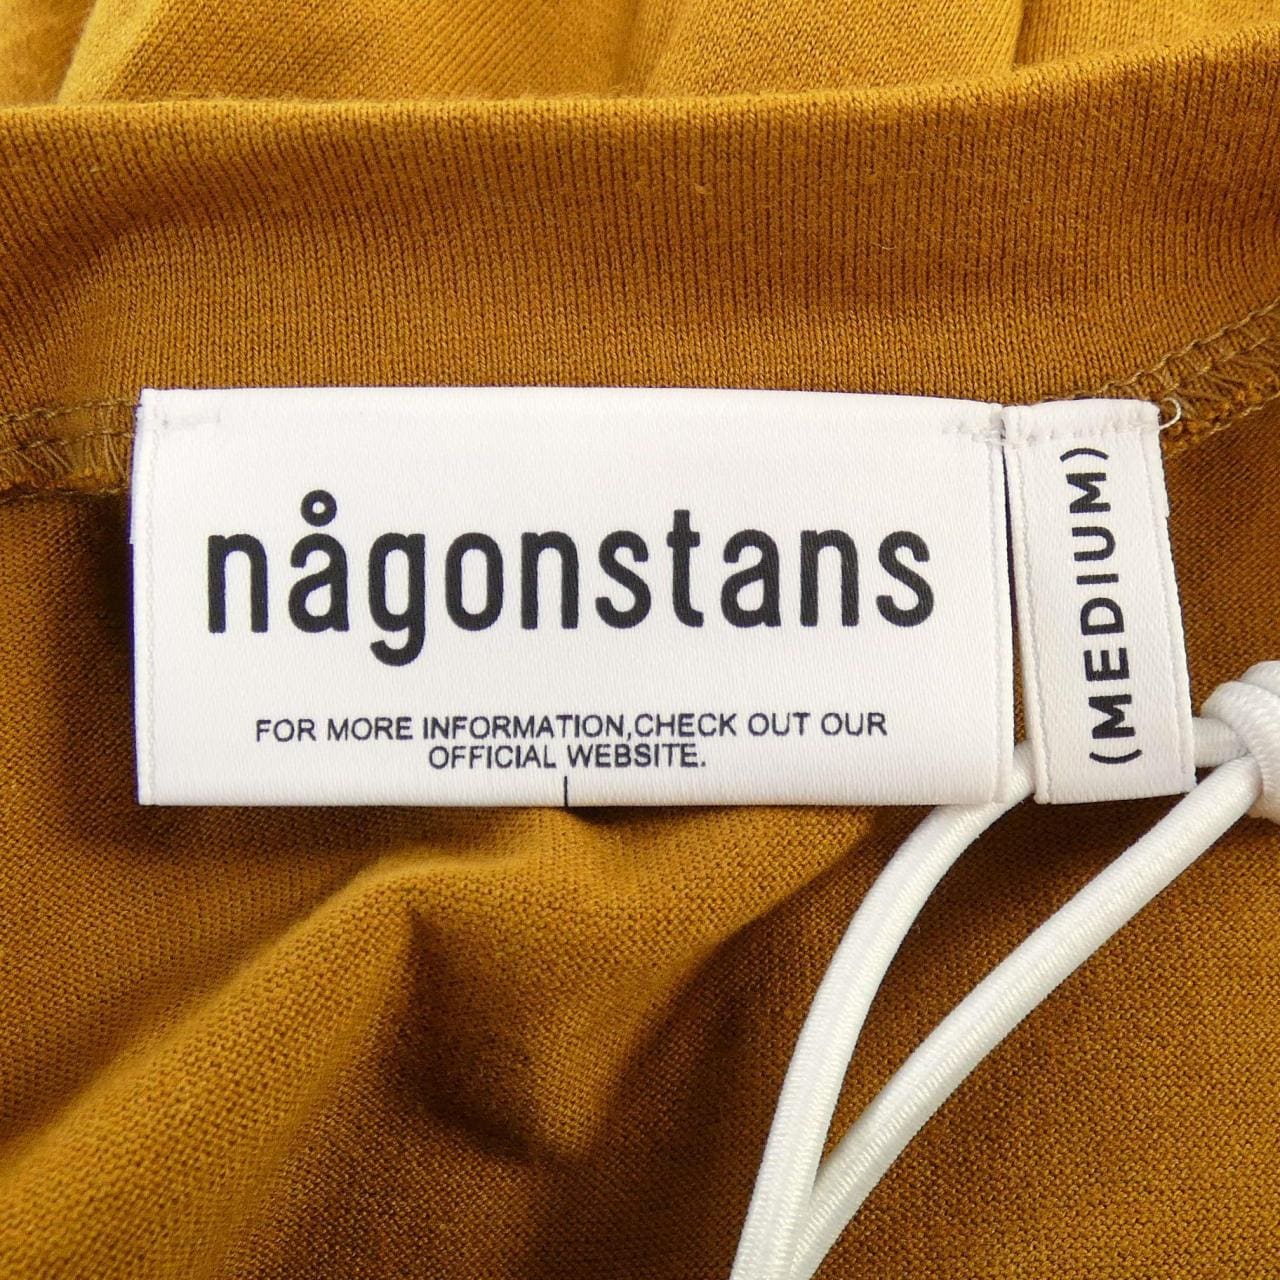 någonstans
FOR MORE INFORMATION,CHECK OUT OUR
OFFICIAL WEBSITE.
(MEDIUM)